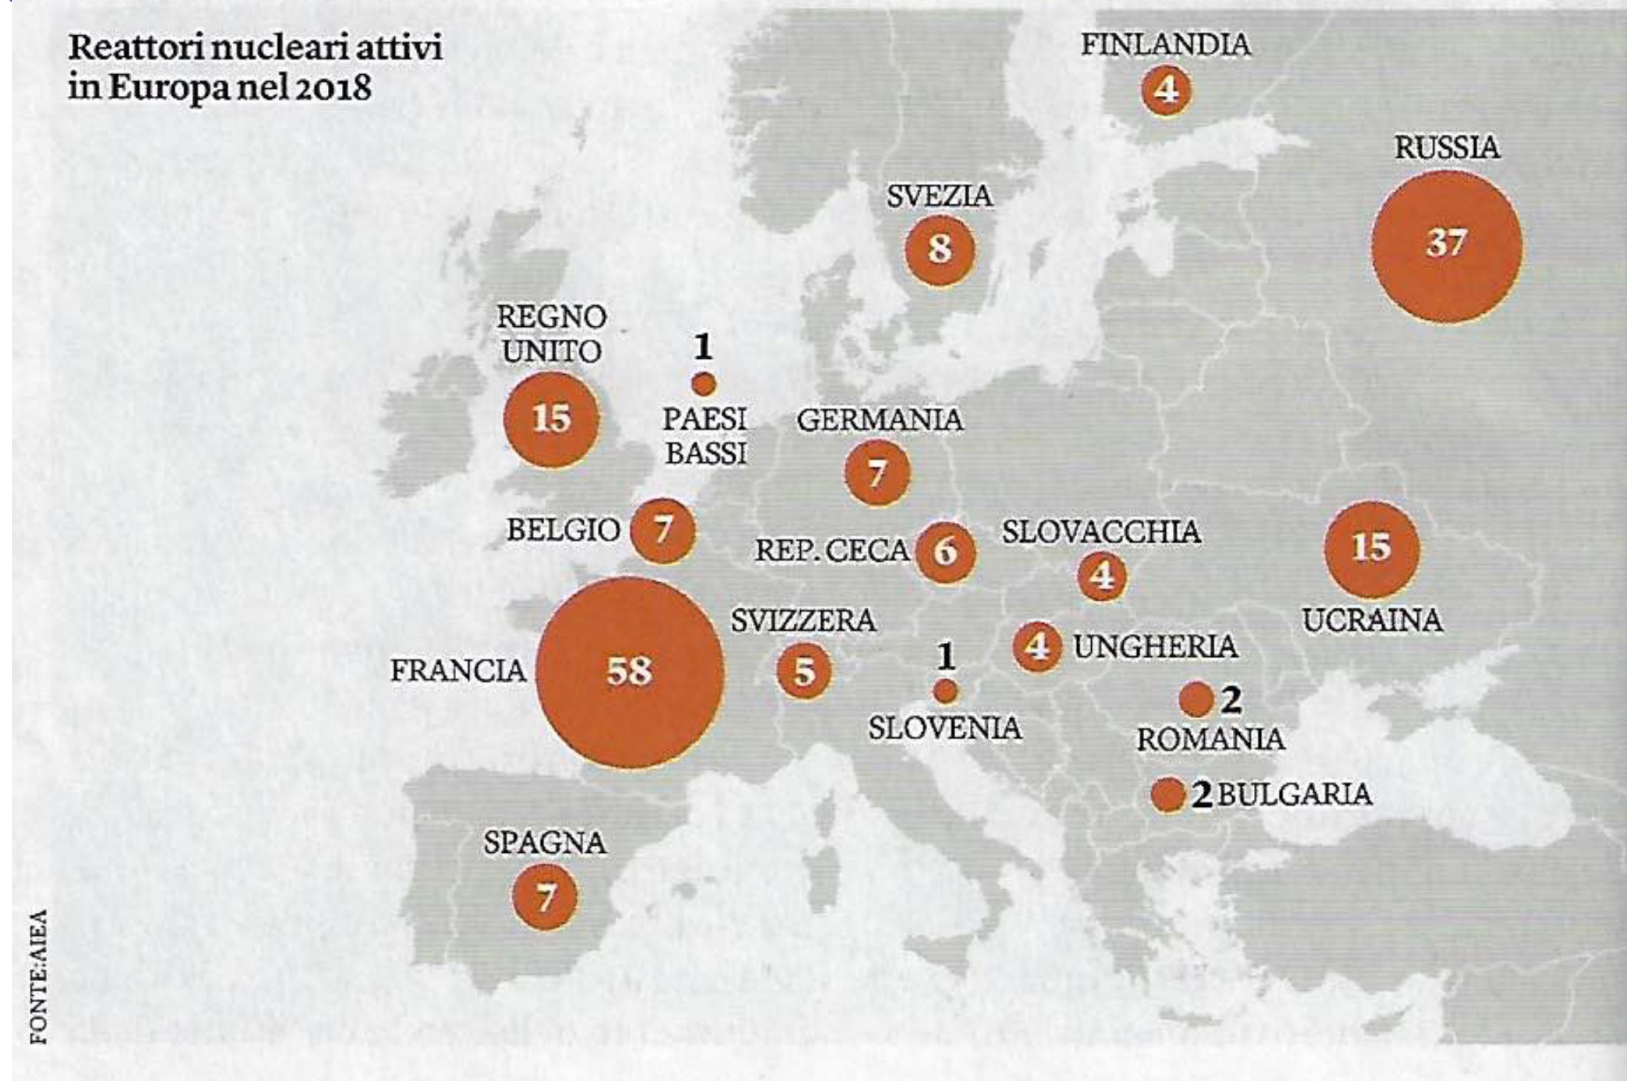 Reattori nucleari attivi
in Europa nel 2018
FINLANDIA
4
RUSSIA
37
SVEZIA
8
REGNO
UNITO
15
1
PAESI
BASSI
GERMANIA
7
BELGIO 7
REP. CECA 6
SLOVACCHIA
4
15
UCRAINA
FRANCIA 58
SVIZZERA
5
1
SLOVENIA
4 UNGHERIA
2
ROMANIA
2 BULGARIA
SPAGNA
7
FONTE:AIEA